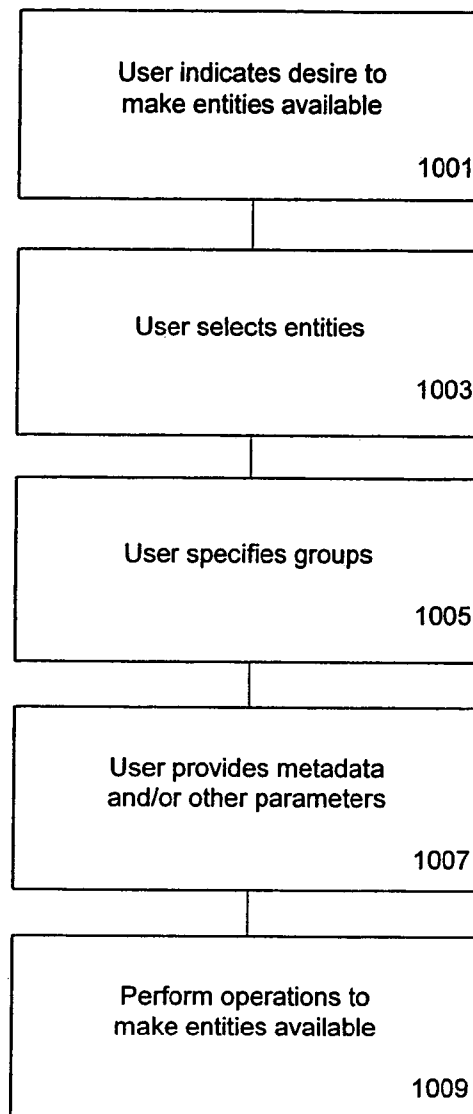 User indicates desire to
make entities available
1001
User selects entities
1003
User specifies groups
1005
User provides metadata
and/or other parameters
1007
Perform operations to
make entities available
1009